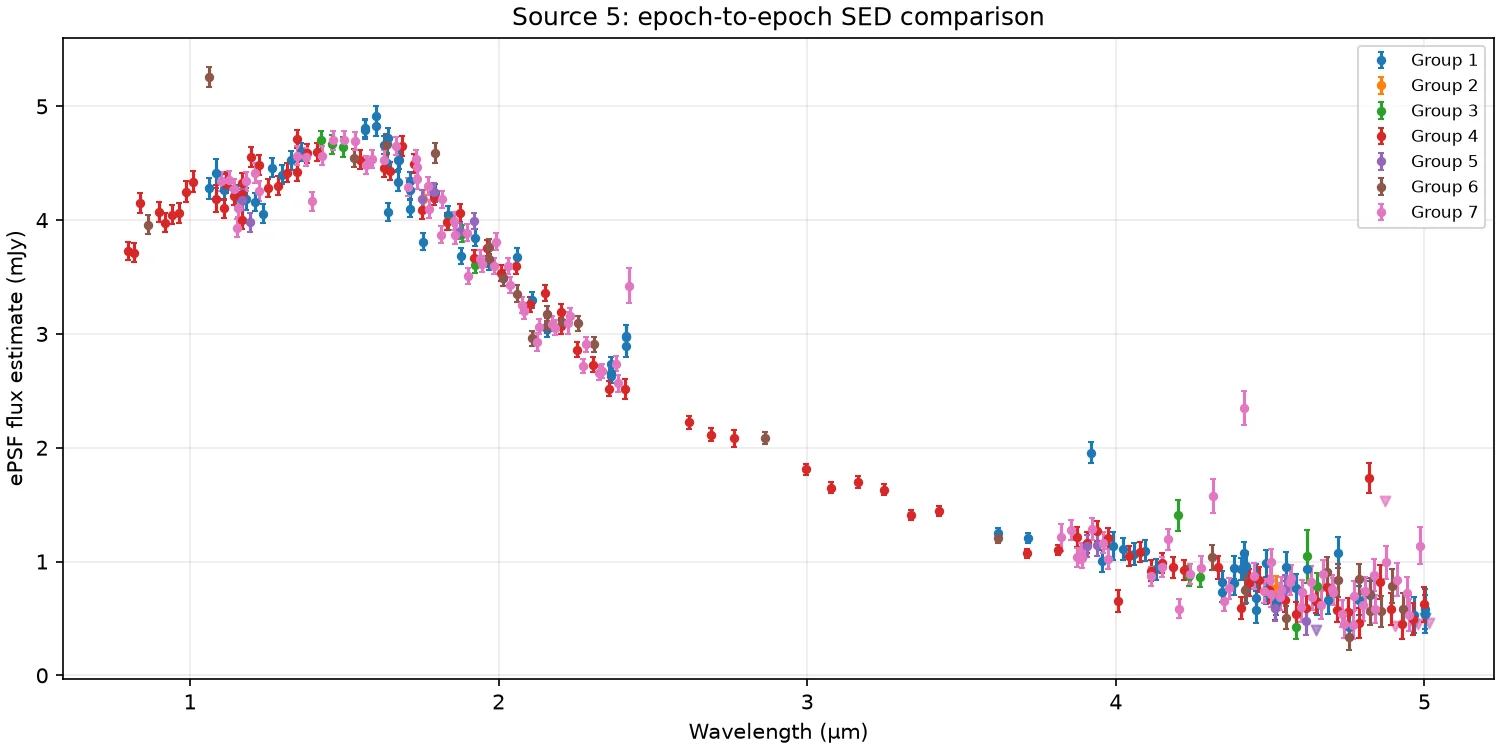 Source 5: epoch-to-epoch SED comparison
ePSF flux estimate (mJy)
5
4
3
2
1
0
1
2
3
4
5
Wavelength (μm)
Group 1
Group 2
Group 3
Group 4
Group 5
Group 6
Group 7